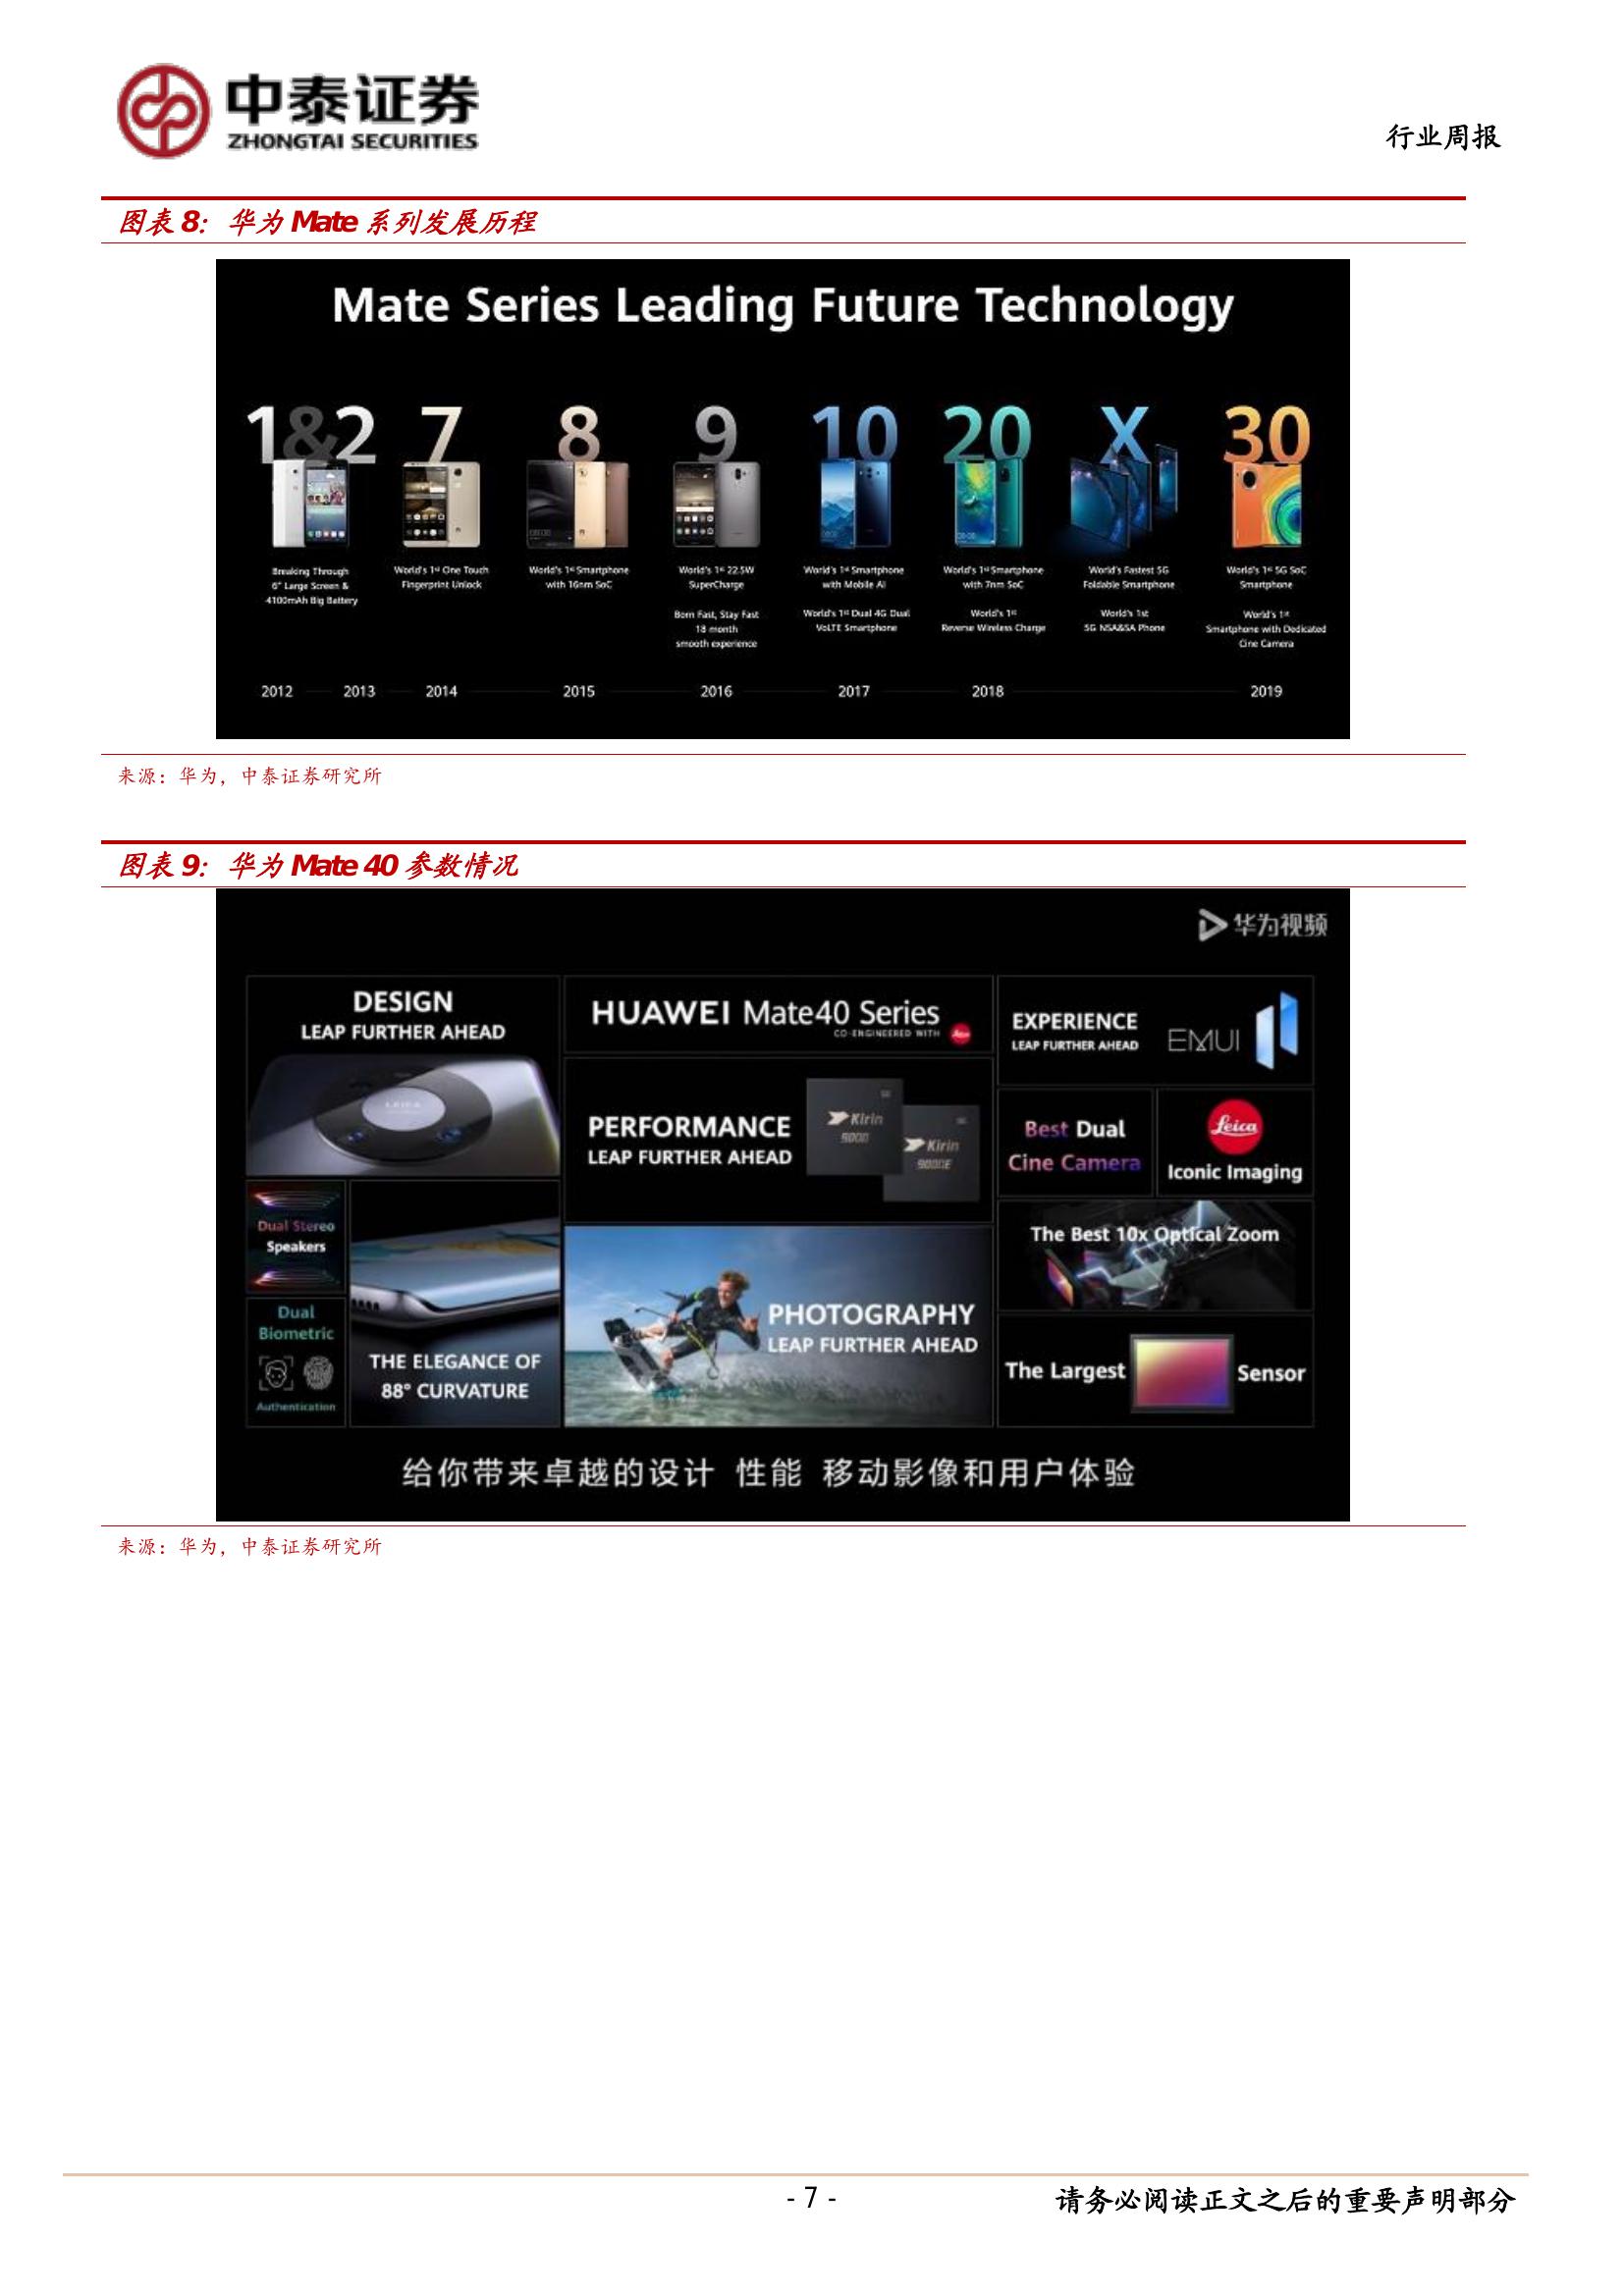 中泰证券
ZHONGTAI SECURITIES
行业周报
图表 8: 华为 Mate 系列发展历程
Mate Series Leading Future Technology
1&2 7 8 9 10 20 X 30
Breaking Through
6" Large Screen &
4100mAh Big Battery
World's 1st One Touch
Fingerprint Unlock
World's 1st Smartphone
with 16nm SoC
World's 1st 22.5W
SuperCharge
Born Fast, Stay Fast
18 month
smooth experience
World's 1st Smartphone
with Mobile AI
World's 1st Dual 4G Dual
VoLTE Smartphone
World's 1st Smartphone
with 7nm SoC
World's 1st
Reverse Wireless Charge
World's Fastest 5G
Foldable Smartphone
World's 1st
5G NSA&SA Phone
World's 1st 5G SoC
Smartphone
World's 1st
Smartphone with Dedicated
Cine Camera
2012 2013 2014 2015 2016 2017 2018 2019
来源：华为，中泰证券研究所
图表 9: 华为 Mate 40 参数情况
华为视频
DESIGN
LEAP FURTHER AHEAD
LEICA
Dual Stereo
Speakers
Dual
Biometric
Authentication
THE ELEGANCE OF
88° CURVATURE
HUAWEI Mate40 Series
CO-ENGINEERED WITH Leica
PERFORMANCE
LEAP FURTHER AHEAD
Kirin
9000
Kirin
9000E
PHOTOGRAPHY
LEAP FURTHER AHEAD
EXPERIENCE
LEAP FURTHER AHEAD
EMUI 11
Best Dual
Cine Camera
Leica
Iconic Imaging
The Best 10x Optical Zoom
The Largest Sensor
给你带来卓越的设计 性能 移动影像和用户体验
来源：华为，中泰证券研究所
- 7 -
请务必阅读正文之后的重要声明部分